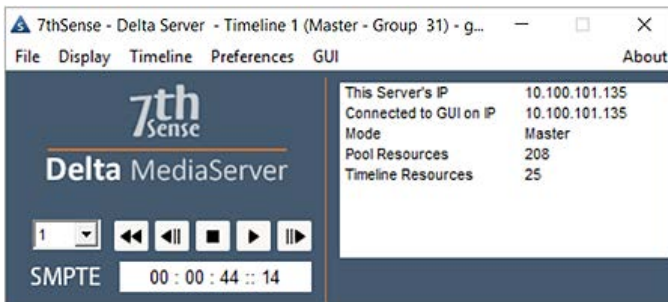 7thSense - Delta Server - Timeline 1 (Master - Group 31) - g...
File Display Timeline Preferences GUI About
7th
Sense
Delta MediaServer
1
SMPTE 00 : 00 : 44 :: 14
This Server's IP 10.100.101.135
Connected to GUI on IP 10.100.101.135
Mode Master
Pool Resources 208
Timeline Resources 25